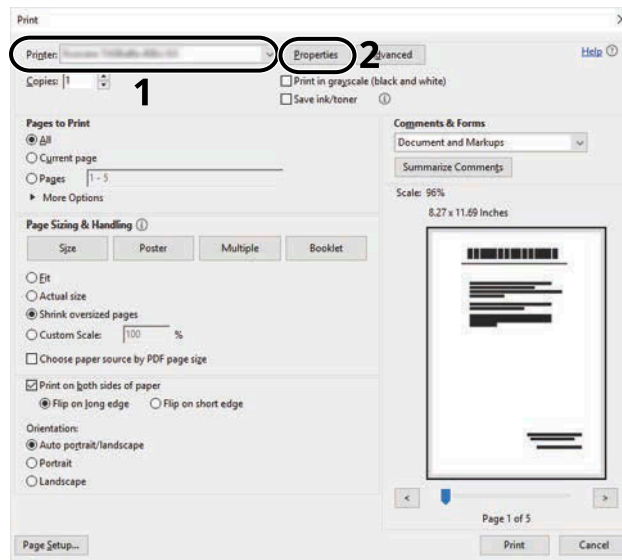 Print
Printer:
Properties
2
Advanced
Help
Copies: 1
1
Print in grayscale (black and white)
Save ink/toner
Pages to Print
All
Current page
Pages 1 - 5
More Options
Page Sizing & Handling
Size Poster Multiple Booklet
Fit
Actual size
Shrink oversized pages
Custom Scale: 100 %
Choose paper source by PDF page size
Print on both sides of paper
Flip on long edge Flip on short edge
Orientation:
Auto portrait/landscape
Portrait
Landscape
Comments & Forms
Document and Markups
Summarize Comments
Scale: 96%
8.27 x 11.69 Inches
< >
Page 1 of 5
Page Setup...
Print Cancel